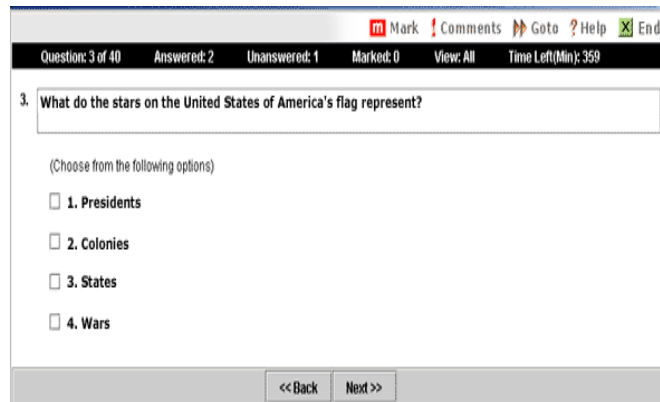 m Mark ! Comments Goto ? Help X End
Question: 3 of 40 Answered: 2 Unanswered: 1 Marked: 0 View: All Time Left(Min): 359
3. What do the stars on the United States of America's flag represent?
(Choose from the following options)
1. Presidents
2. Colonies
3. States
4. Wars
<< Back Next >>